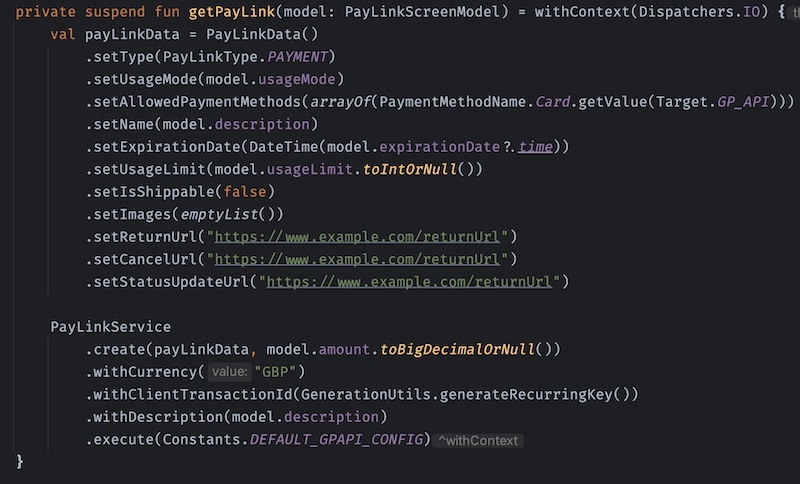 private suspend fun getPayLink(model: PayLinkScreenModel) = withContext(Dispatchers.IO) {
val payLinkData = PayLinkData()
.setType(PayLinkType.PAYMENT)
.setUsageMode(model.usageMode)
.setAllowedPaymentMethods(arrayOf(PaymentMethodName.Card.getValue(Target.GP_API)))
.setName(model.description)
.setExpirationDate(DateTime(model.expirationDate?.time))
.setUsageLimit(model.usageLimit.toIntOrNull())
.setIsShippable(false)
.setImages(emptyList())
.setReturnUrl("https://www.example.com/returnUrl")
.setCancelUrl("https://www.example.com/returnUrl")
.setStatusUpdateUrl("https://www.example.com/returnUrl")
PayLinkService
.create(payLinkData, model.amount.toBigDecimalOrNull())
.withCurrency( value: "GBP")
.withClientTransactionId(GenerationUtils.generateRecurringKey())
.withDescription(model.description)
.execute(Constants.DEFAULT_GPAPI_CONFIG) ^withContext
}